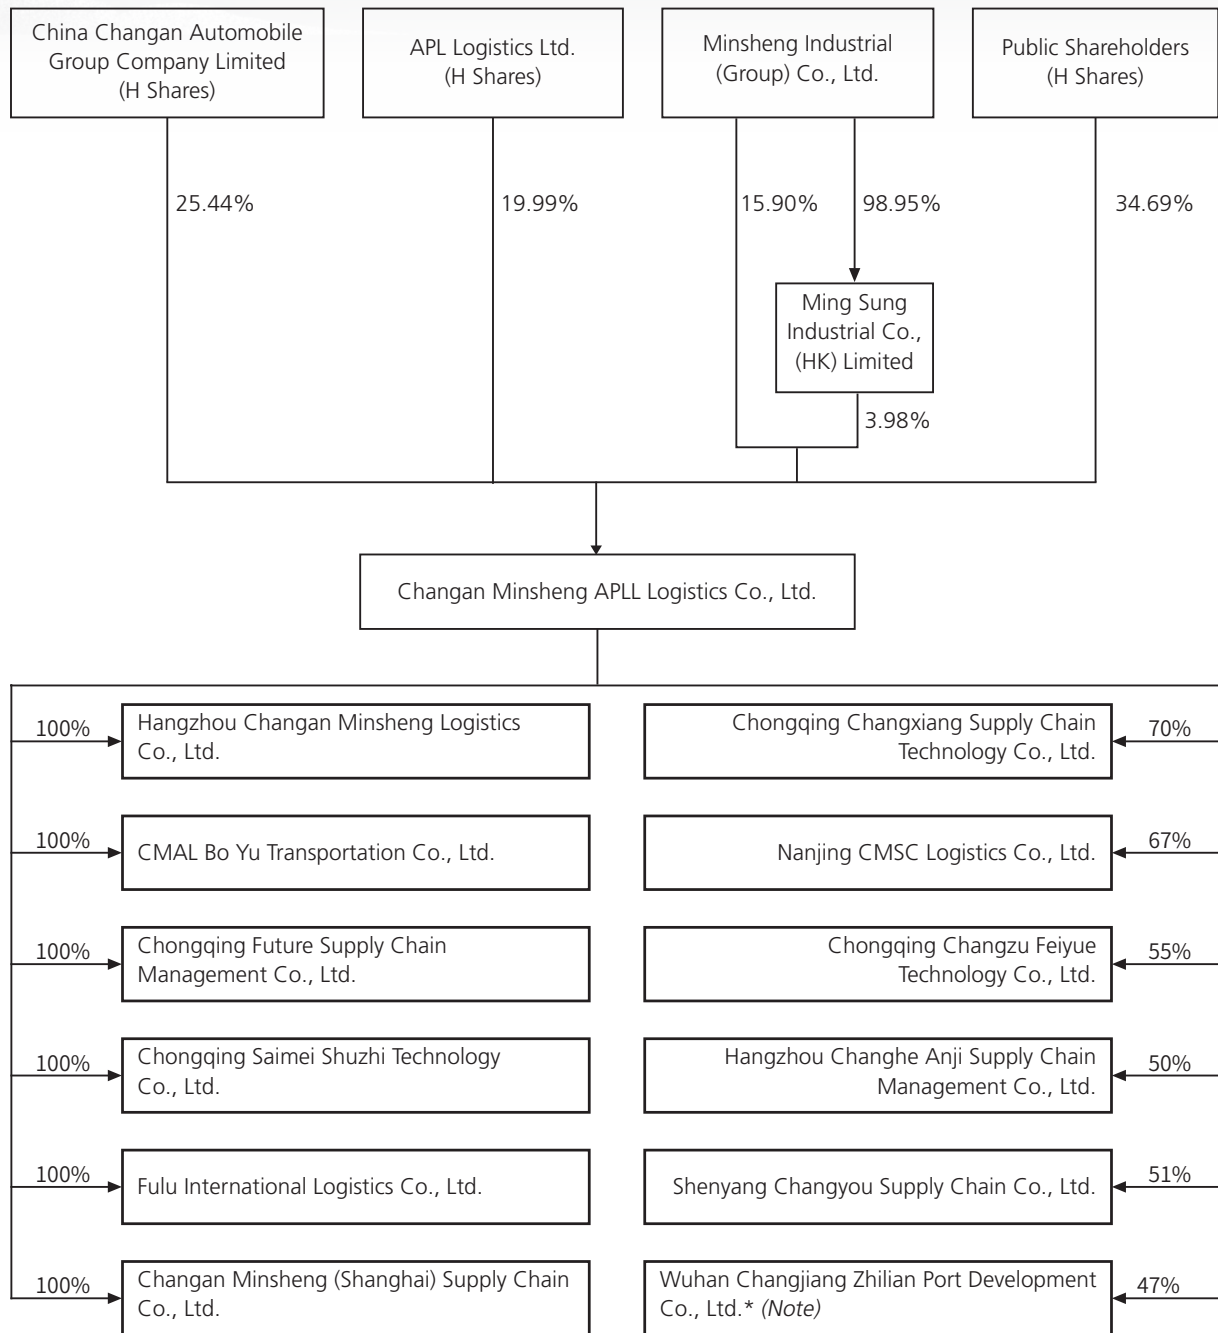 China Changan Automobile
Group Company Limited
(H Shares)
APL Logistics Ltd.
(H Shares)
Minsheng Industrial
(Group) Co., Ltd.
Public Shareholders
(H Shares)
25.44%
19.99%
15.90%
98.95%
34.69%
Ming Sung
Industrial Co.,
(HK) Limited
3.98%
Changan Minsheng APLL Logistics Co., Ltd.
100%
Hangzhou Changan Minsheng Logistics
Co., Ltd.
Chongqing Changxiang Supply Chain
Technology Co., Ltd.
70%
100%
CMAL Bo Yu Transportation Co., Ltd.
Nanjing CMSC Logistics Co., Ltd.
67%
100%
Chongqing Future Supply Chain
Management Co., Ltd.
Chongqing Changzu Feiyue
Technology Co., Ltd.
55%
100%
Chongqing Saimei Shuzhi Technology
Co., Ltd.
Hangzhou Changhe Anji Supply Chain
Management Co., Ltd.
50%
100%
Fulu International Logistics Co., Ltd.
Shenyang Changyou Supply Chain Co., Ltd.
51%
100%
Changan Minsheng (Shanghai) Supply Chain
Co., Ltd.
Wuhan Changjiang Zhilian Port Development
Co., Ltd.* (Note)
47%